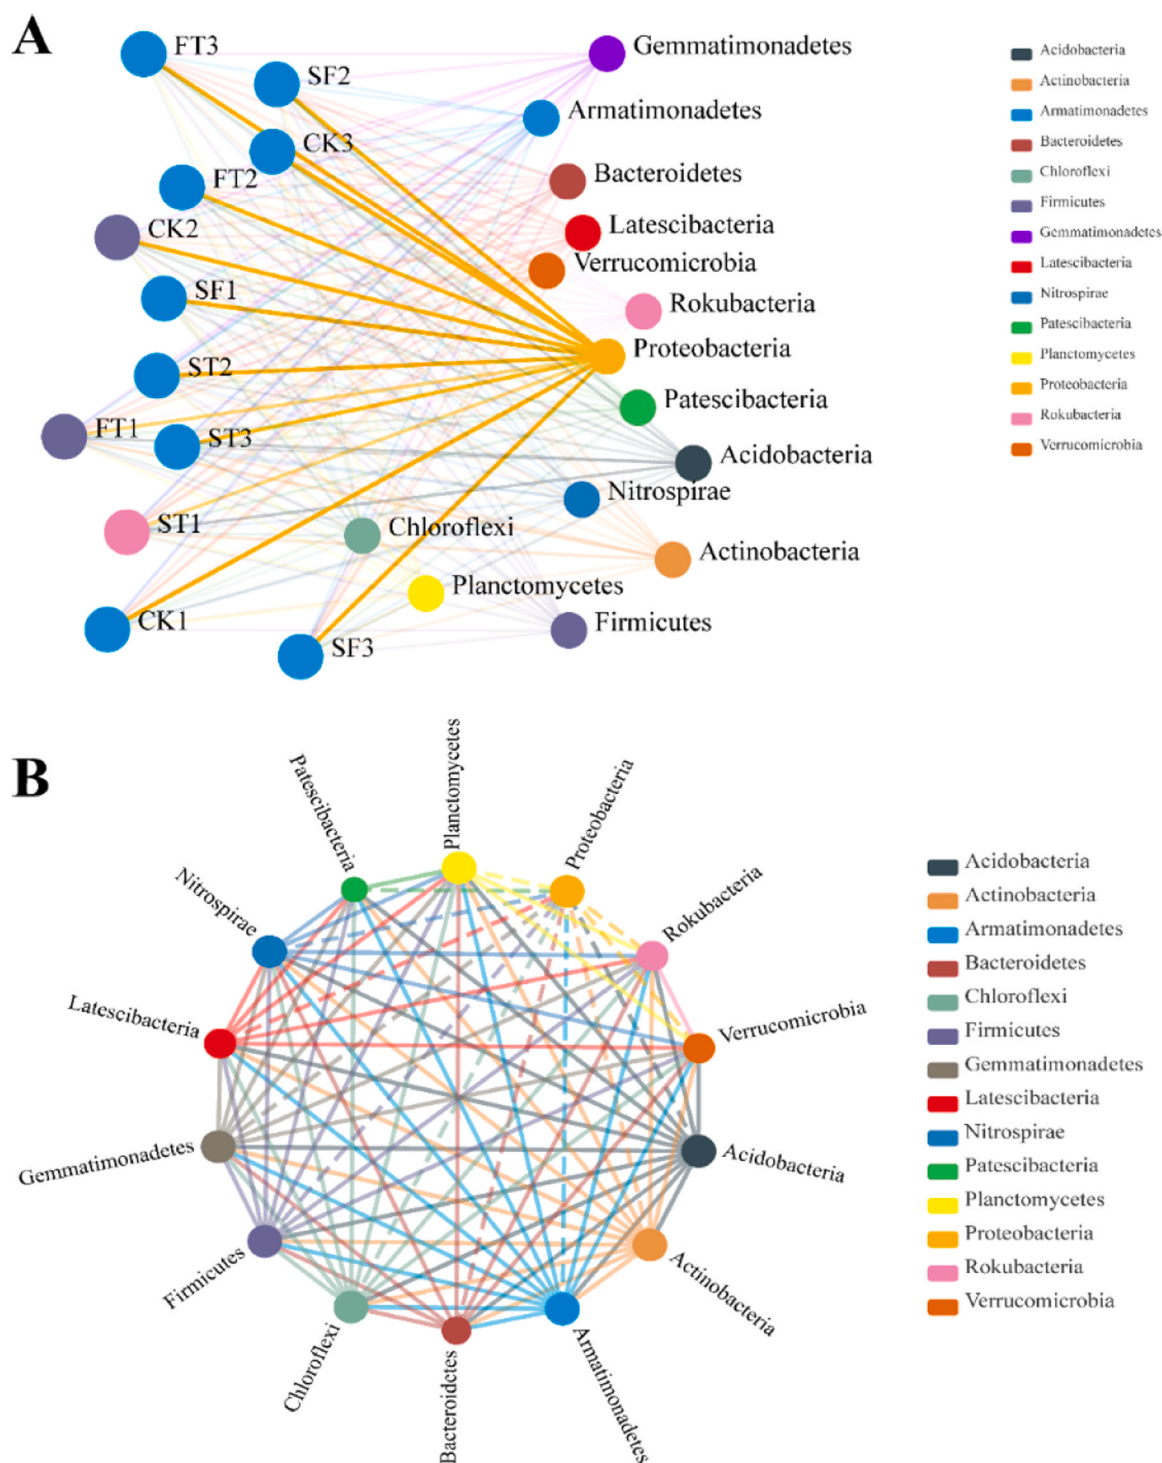 A
FT3
SF2
CK3
FT2
CK2
SF1
ST2
FT1
ST3
ST1
CK1
SF3
Gemmatimonadetes
Armatimonadetes
Bacteroidetes
Latescibacteria
Verrucomicrobia
Rokubacteria
Proteobacteria
Patescibacteria
Acidobacteria
Nitrospirae
Chloroflexi
Actinobacteria
Planctomycetes
Firmicutes
Acidobacteria
Actinobacteria
Armatimonadetes
Bacteroidetes
Chloroflexi
Firmicutes
Gemmatimonadetes
Latescibacteria
Nitrospirae
Patescibacteria
Planctomycetes
Proteobacteria
Rokubacteria
Verrucomicrobia
B
Planctomycetes
Proteobacteria
Rokubacteria
Verrucomicrobia
Acidobacteria
Actinobacteria
Armatimonadetes
Bacteroidetes
Chloroflexi
Firmicutes
Gemmatimonadetes
Latescibacteria
Nitrospirae
Patescibacteria
Acidobacteria
Actinobacteria
Armatimonadetes
Bacteroidetes
Chloroflexi
Firmicutes
Gemmatimonadetes
Latescibacteria
Nitrospirae
Patescibacteria
Planctomycetes
Proteobacteria
Rokubacteria
Verrucomicrobia